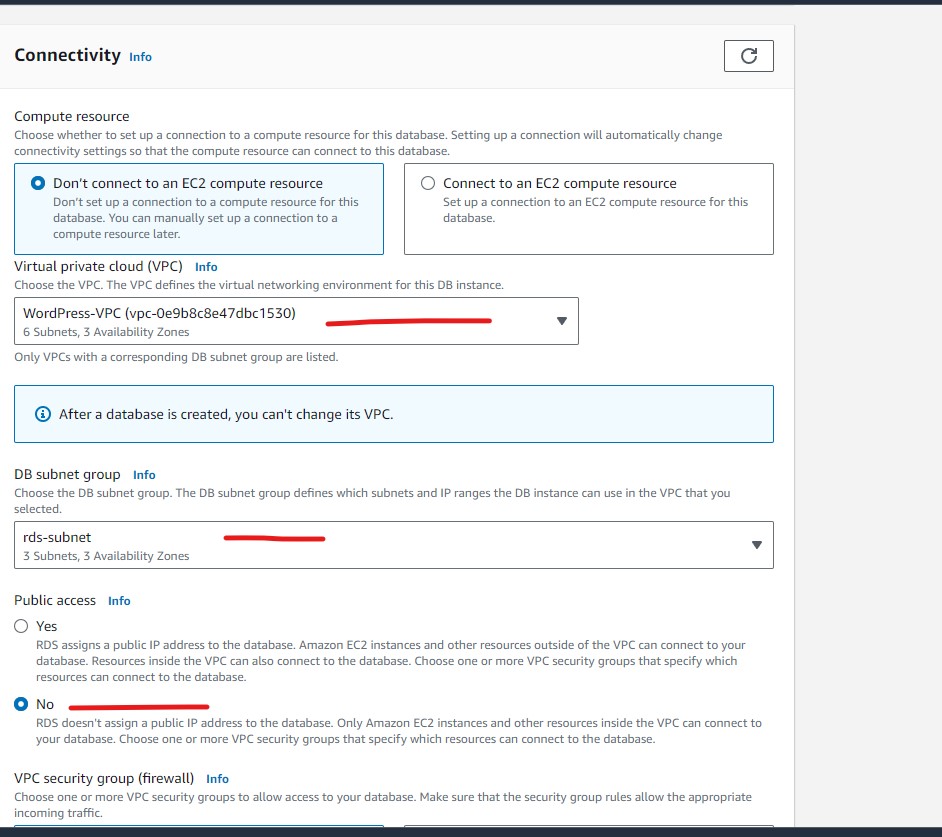 Connectivity Info
Compute resource
Choose whether to set up a connection to a compute resource for this database. Setting up a connection will automatically change
connectivity settings so that the compute resource can connect to this database.
Don't connect to an EC2 compute resource
Don't set up a connection to a compute resource for this
database. You can manually set up a connection to a
compute resource later.
Connect to an EC2 compute resource
Set up a connection to an EC2 compute resource for this
database.
Virtual private cloud (VPC) Info
Choose the VPC. The VPC defines the virtual networking environment for this DB instance.
WordPress-VPC (vpc-0e9b8c8e47dbc1530)
6 Subnets, 3 Availability Zones
Only VPCs with a corresponding DB subnet group are listed.
After a database is created, you can't change its VPC.
DB subnet group Info
Choose the DB subnet group. The DB subnet group defines which subnets and IP ranges the DB instance can use in the VPC that you
selected.
rds-subnet
3 Subnets, 3 Availability Zones
Public access Info
Yes
RDS assigns a public IP address to the database. Amazon EC2 instances and other resources outside of the VPC can connect to your
database. Resources inside the VPC can also connect to the database. Choose one or more VPC security groups that specify which
resources can connect to the database.
No
RDS doesn't assign a public IP address to the database. Only Amazon EC2 instances and other resources inside the VPC can connect to
your database. Choose one or more VPC security groups that specify which resources can connect to the database.
VPC security group (firewall) Info
Choose one or more VPC security groups to allow access to your database. Make sure that the security group rules allow the appropriate
incoming traffic.